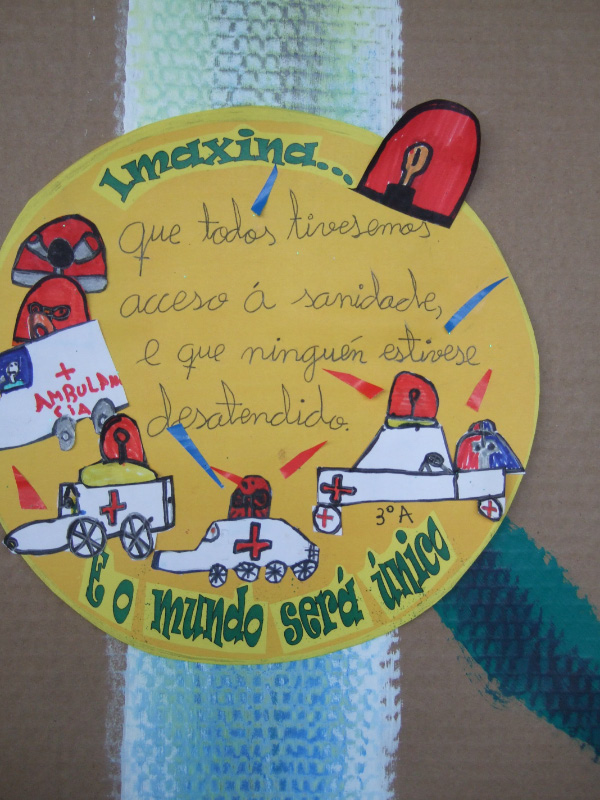 Imaxina...
que todos tivesemos
acceso á sanidade,
e que ninguén estivese
desatendido.
AMBULAN
CIA
3º A
E o mundo será único